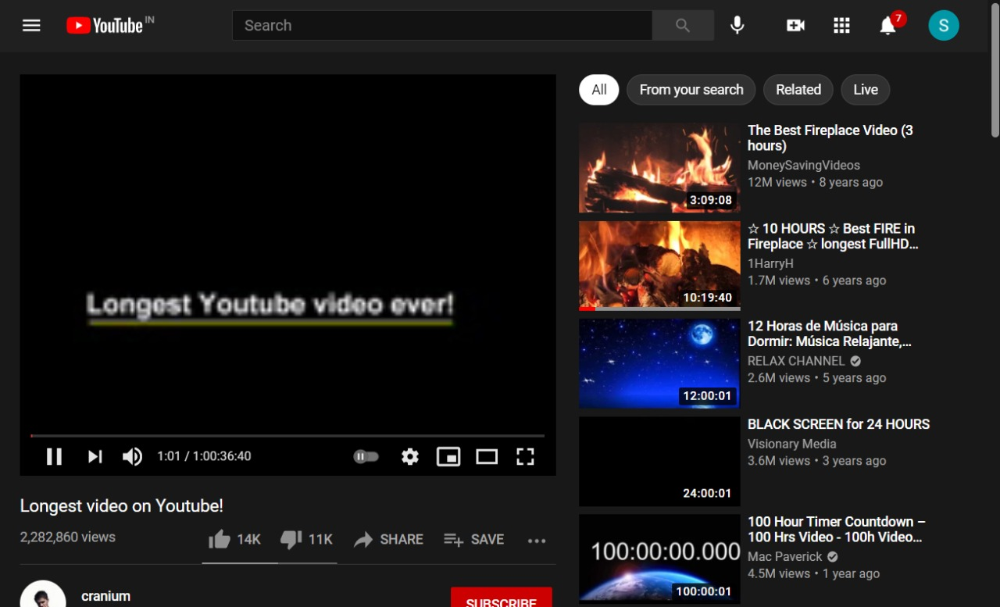 YouTube IN
Search
7
S
Longest Youtube video ever!
1:01 / 1:00:36:40
Longest video on Youtube!
2,282,860 views
14K
11K
SHARE
SAVE
cranium
SUBSCRIBE
All
From your search
Related
Live
The Best Fireplace Video (3
hours)
MoneySavingVideos
12M views • 8 years ago
3:09:08
☆ 10 HOURS ☆ Best FIRE in
Fireplace ☆ longest FullHD...
1HarryH
1.7M views • 6 years ago
10:19:40
12 Horas de Música para
Dormir: Música Relajante,...
RELAX CHANNEL
2.6M views • 5 years ago
12:00:01
BLACK SCREEN for 24 HOURS
Visionary Media
3.6M views • 3 years ago
24:00:01
100 Hour Timer Countdown –
100 Hrs Video - 100h Video...
Mac Paverick
4.5M views • 1 year ago
100:00:00.000
100:00:01